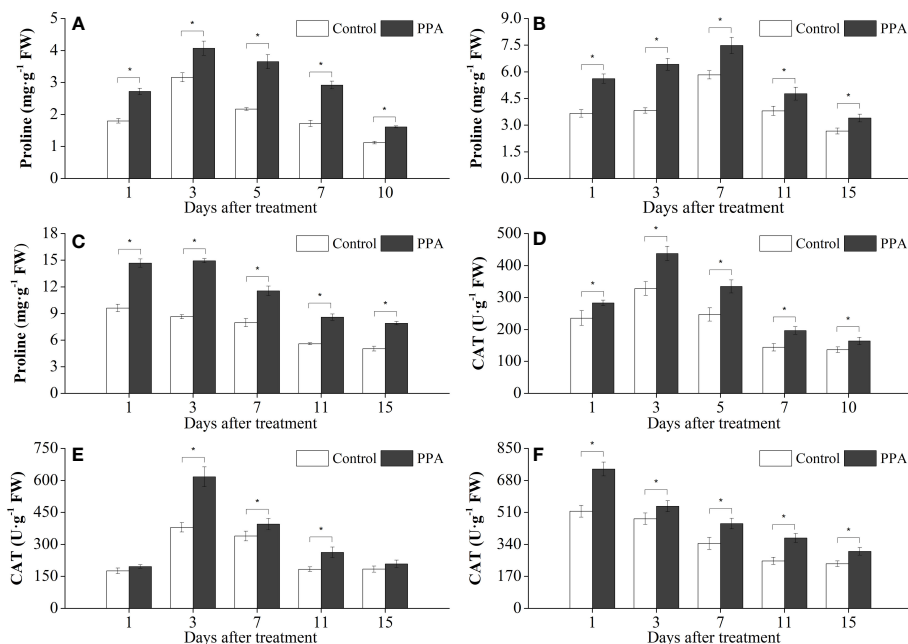 A
Control PPA
Proline (mg·g⁻¹ FW)
5
4
3
2
1
0
* * * * *
1 3 5 7 10
Days after treatment
B
Control PPA
Proline (mg·g⁻¹ FW)
9.0
7.5
6.0
4.5
3.0
1.5
0.0
* * * * *
1 3 7 11 15
Days after treatment
C
Control PPA
Proline (mg·g⁻¹ FW)
18
15
12
9
6
3
0
* * * * *
1 3 7 11 15
Days after treatment
D
Control PPA
CAT (U·g⁻¹ FW)
500
400
300
200
100
0
* * * * *
1 3 5 7 10
Days after treatment
E
Control PPA
CAT (U·g⁻¹ FW)
750
600
450
300
150
0
* * *
1 3 7 11 15
Days after treatment
F
Control PPA
CAT (U·g⁻¹ FW)
850
680
510
340
170
0
* * * * *
1 3 7 11 15
Days after treatment